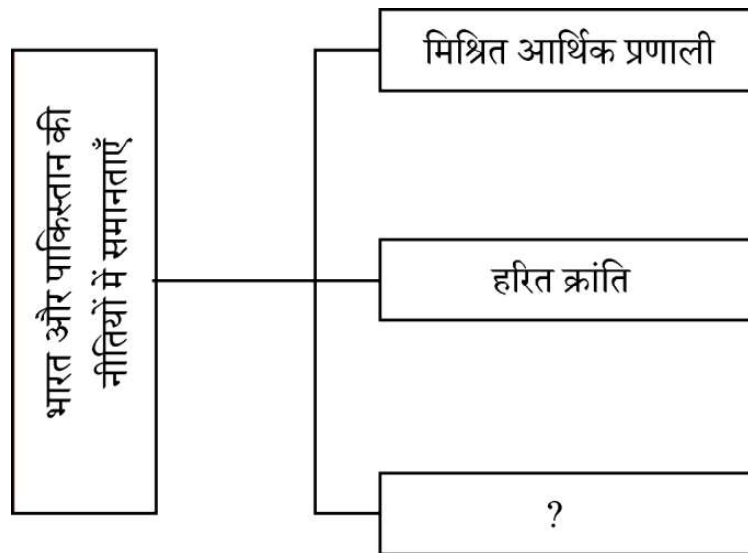 भारत और पाकिस्तान की
नीतियों में समानताएँ
मिश्रित आर्थिक प्रणाली
हरित क्रांति
?